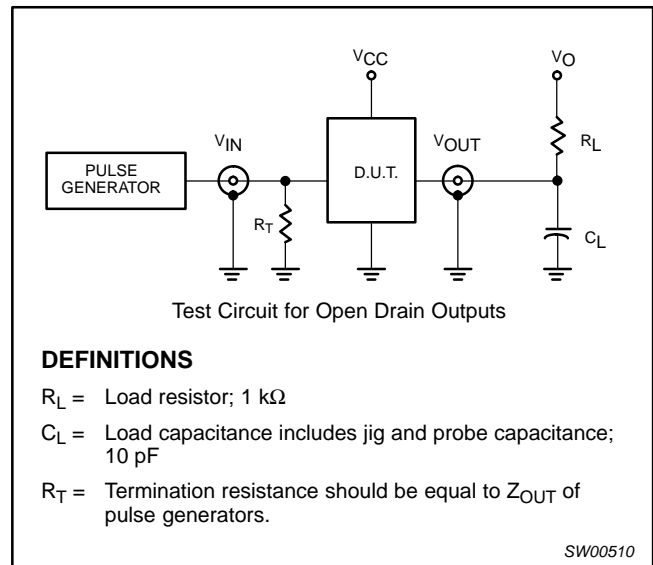 VCC
VO
VIN
VOUT
RL
PULSE
GENERATOR
D.U.T.
RT
CL
Test Circuit for Open Drain Outputs
DEFINITIONS
RL = Load resistor; 1 kΩ
CL = Load capacitance includes jig and probe capacitance;
10 pF
RT = Termination resistance should be equal to ZOUT of
pulse generators.
SW00510